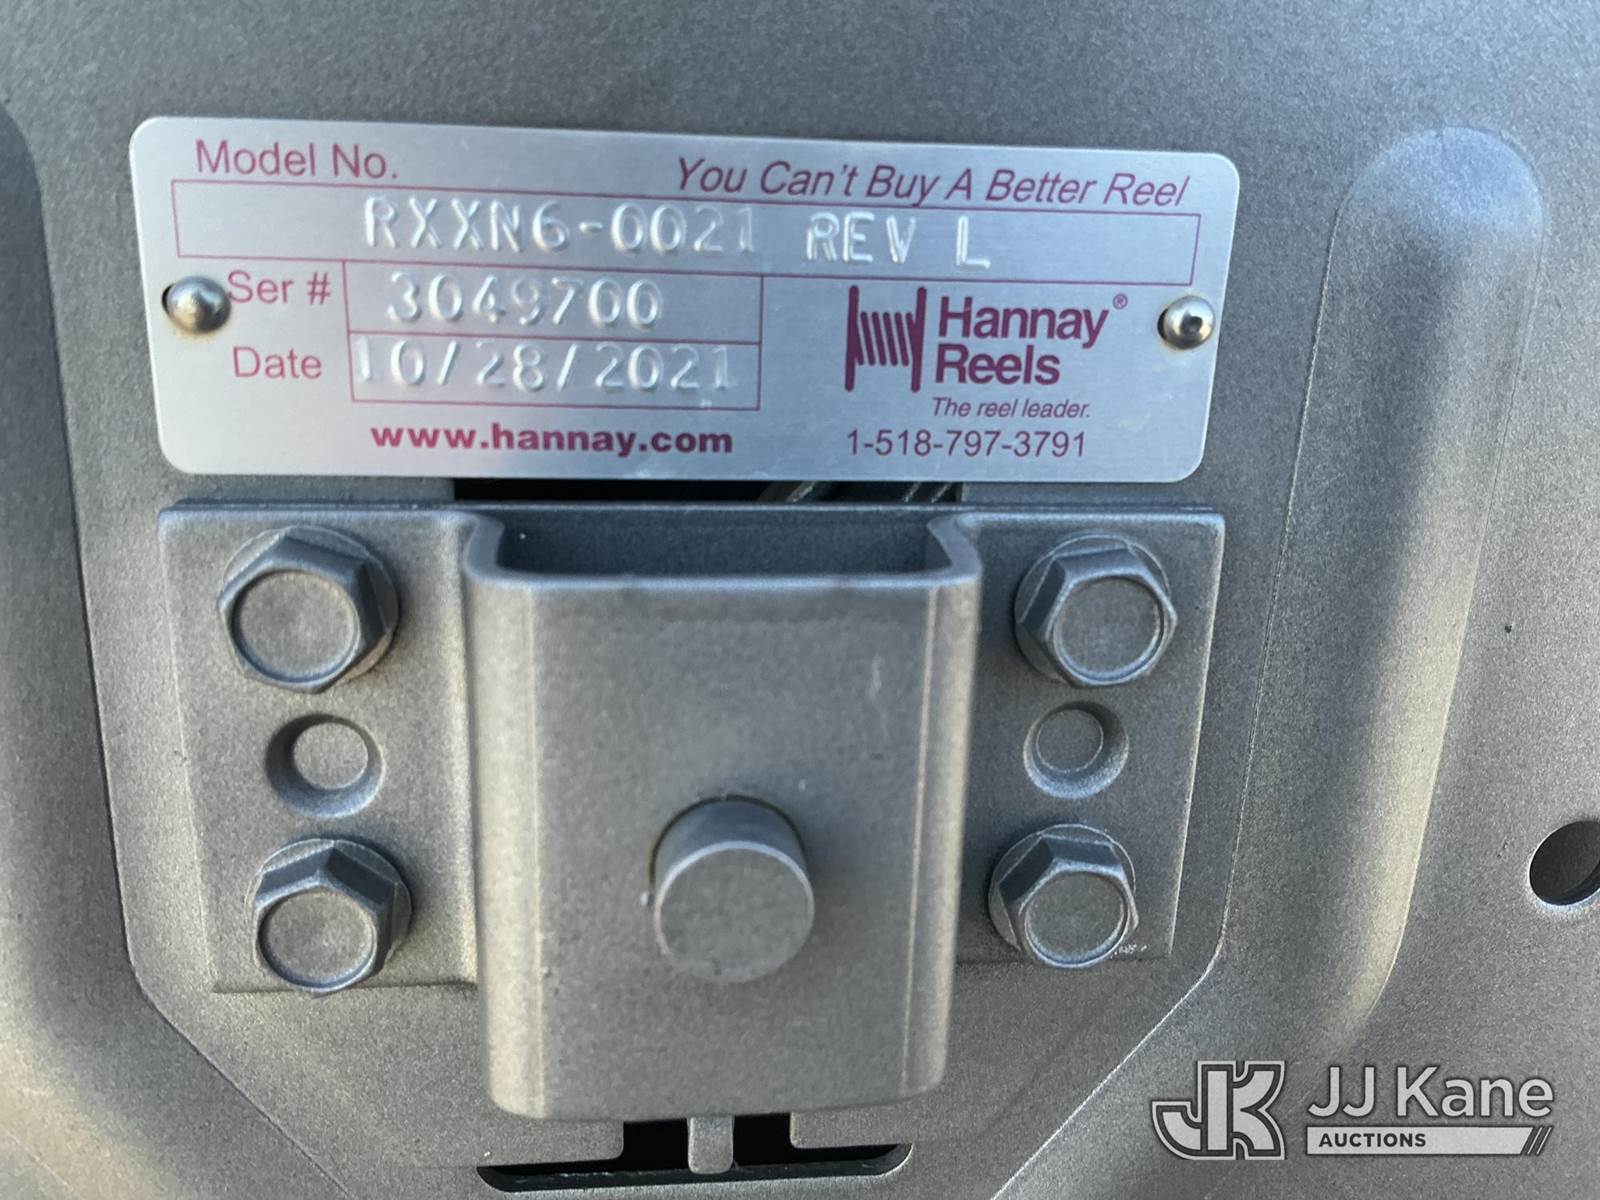 Model No.
You Can't Buy A Better Reel
RXXN6-0021 REV L
Ser # 3049700
Date 10/28/2021
Hannay®
Reels
The reel leader.
www.hannay.com
1-518-797-3791
JK JJ Kane
AUCTIONS